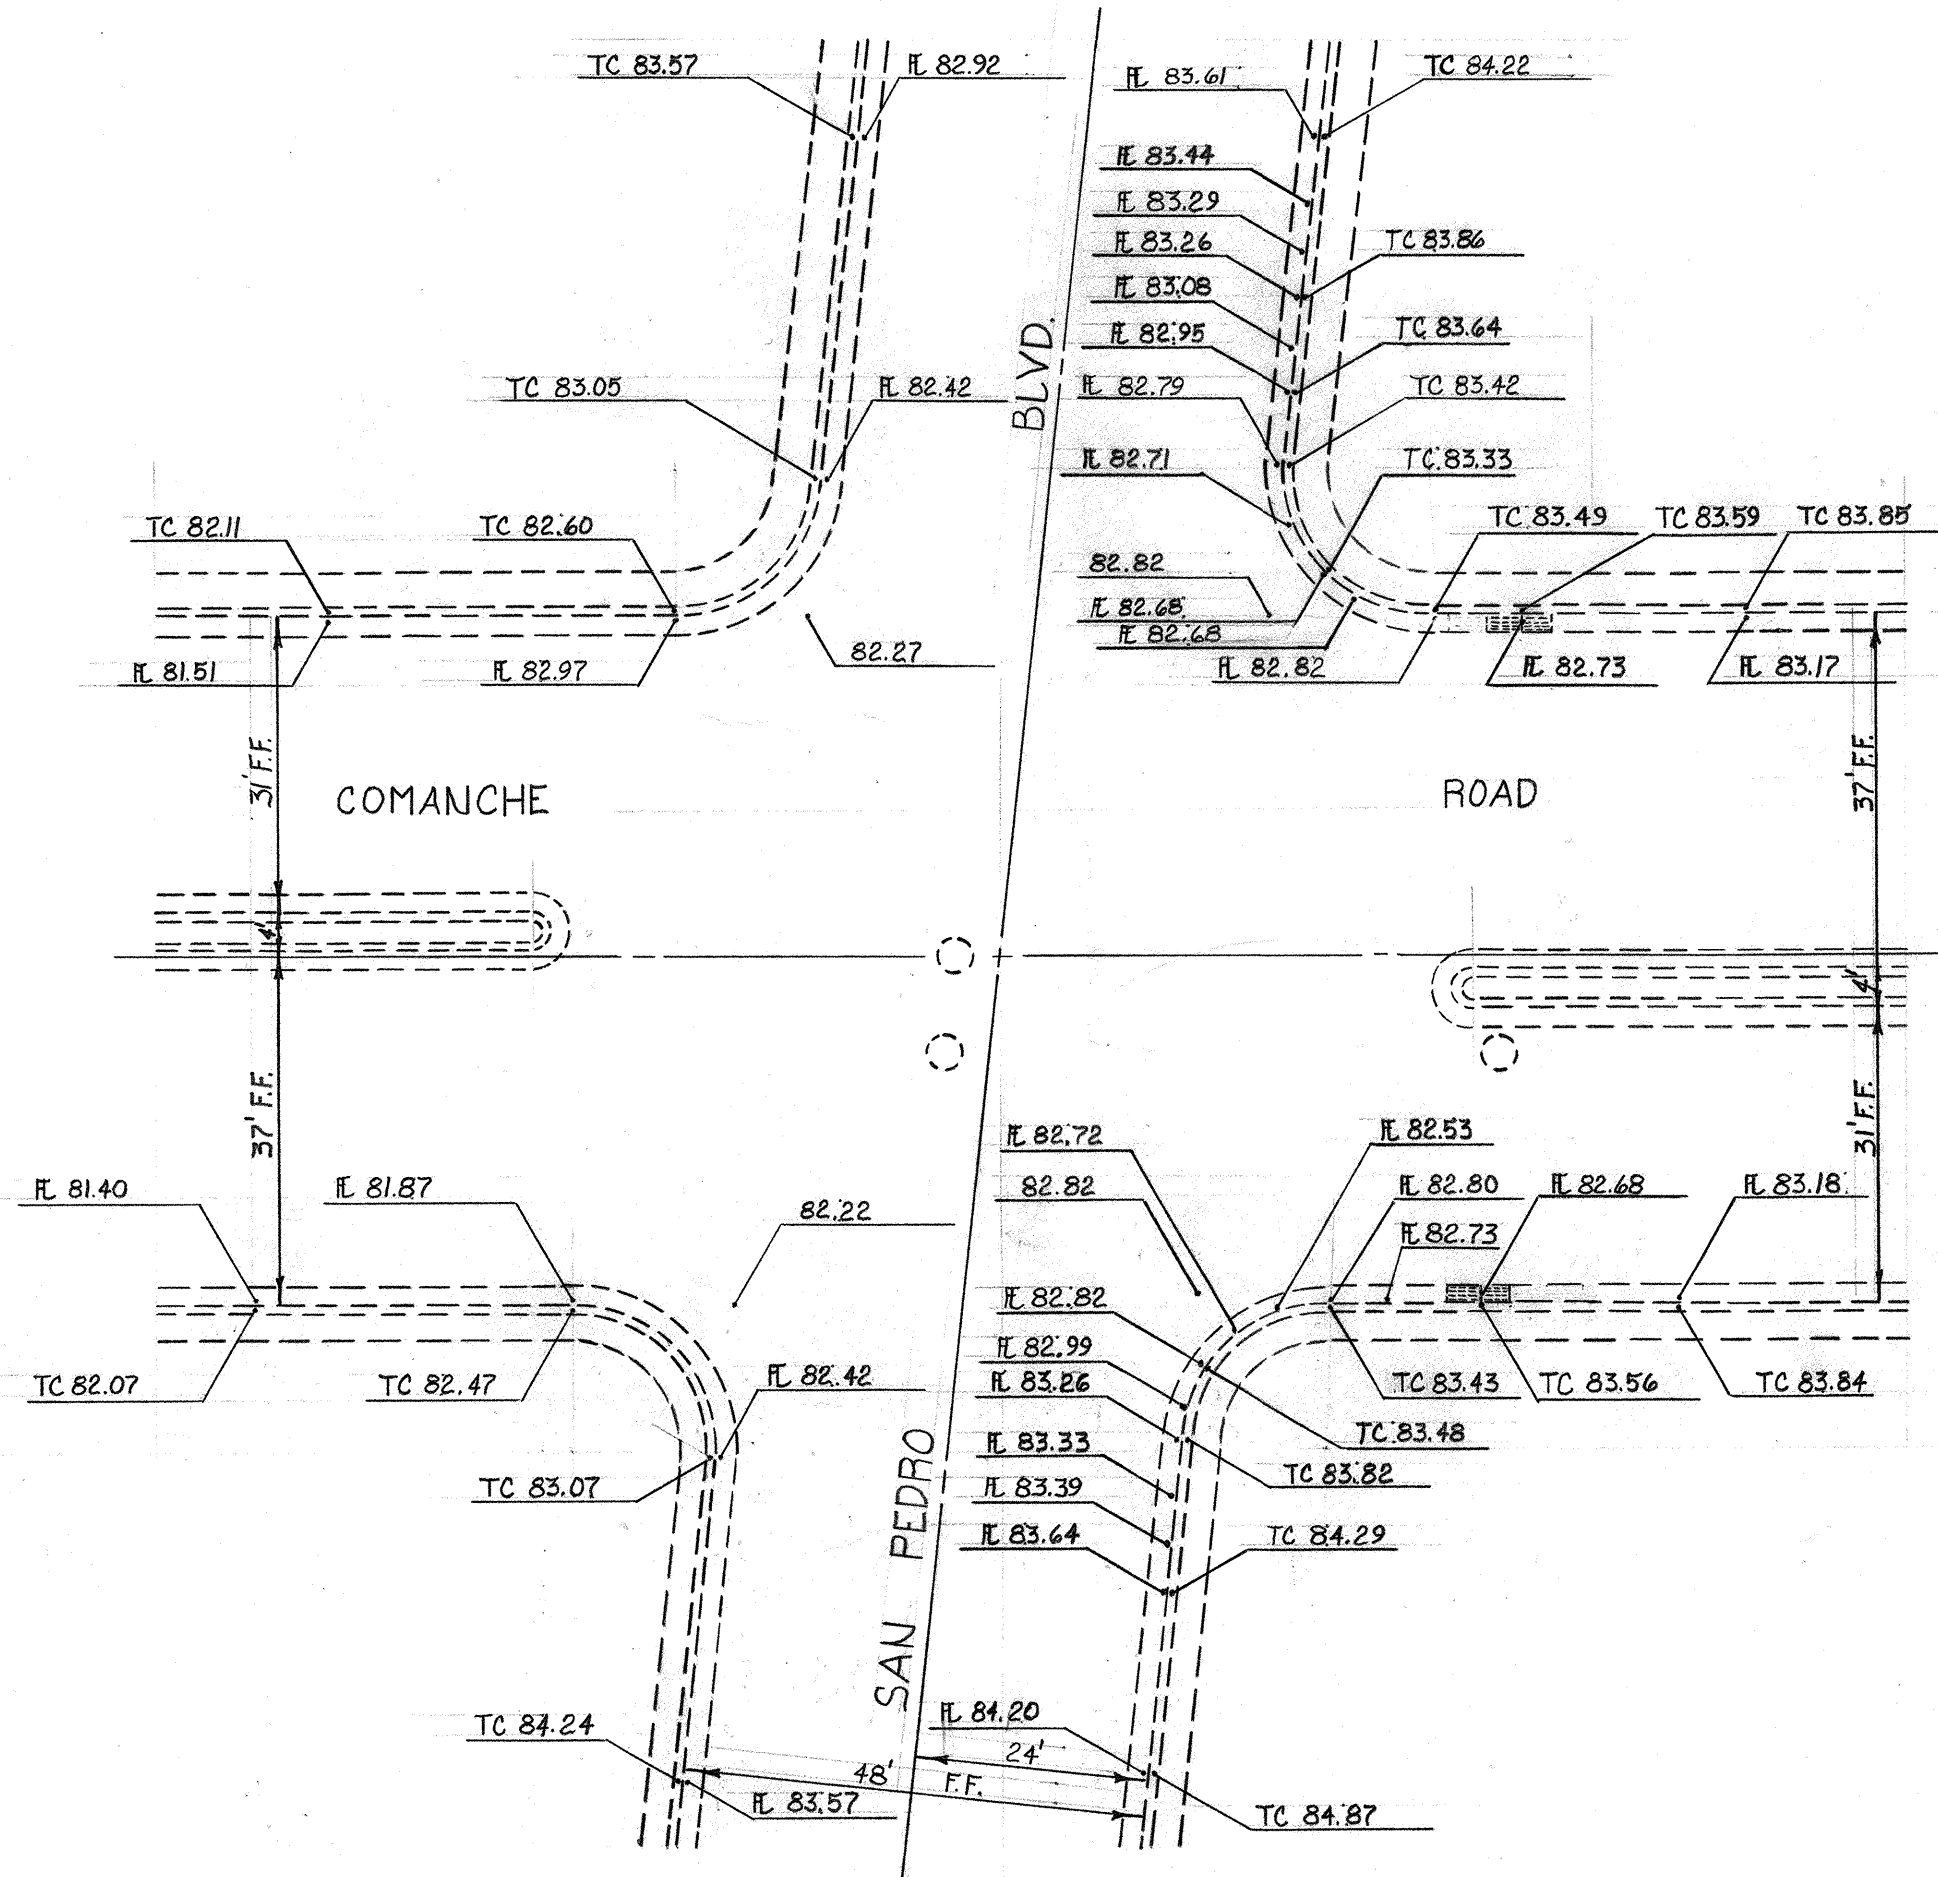 TC 83.57
FL 82.92
FL 83.61
TC 84.22
FL 83.44
FL 83.29
FL 83.26
TC 83.86
FL 83.08
FL 82.95
TC 83.64
BLVD.
TC 83.05
FL 82.42
FL 82.79
TC 83.42
FL 82.71
TC 83.33
TC 82.11
TC 82.60
TC 83.49
TC 83.59
TC 83.85
82.82
FL 82.68
FL 82.68
FL 81.51
FL 82.97
82.27
FL 82.82
FL 82.73
FL 83.17
31' F.F.
37' F.F.
COMANCHE
ROAD
4'
4'
37' F.F.
31' F.F.
FL 82.72
FL 82.53
FL 81.40
FL 81.87
82.22
82.82
FL 82.80
FL 82.68
FL 83.18
FL 82.73
FL 82.82
FL 82.99
TC 82.07
TC 82.47
FL 82.42
FL 83.26
TC 83.43
TC 83.56
TC 83.84
FL 83.33
TC 83.48
TC 83.07
FL 83.39
TC 83.82
FL 83.64
TC 84.29
SAN PEDRO
TC 84.24
FL 84.20
24'
48'
F.F.
FL 83.57
TC 84.87